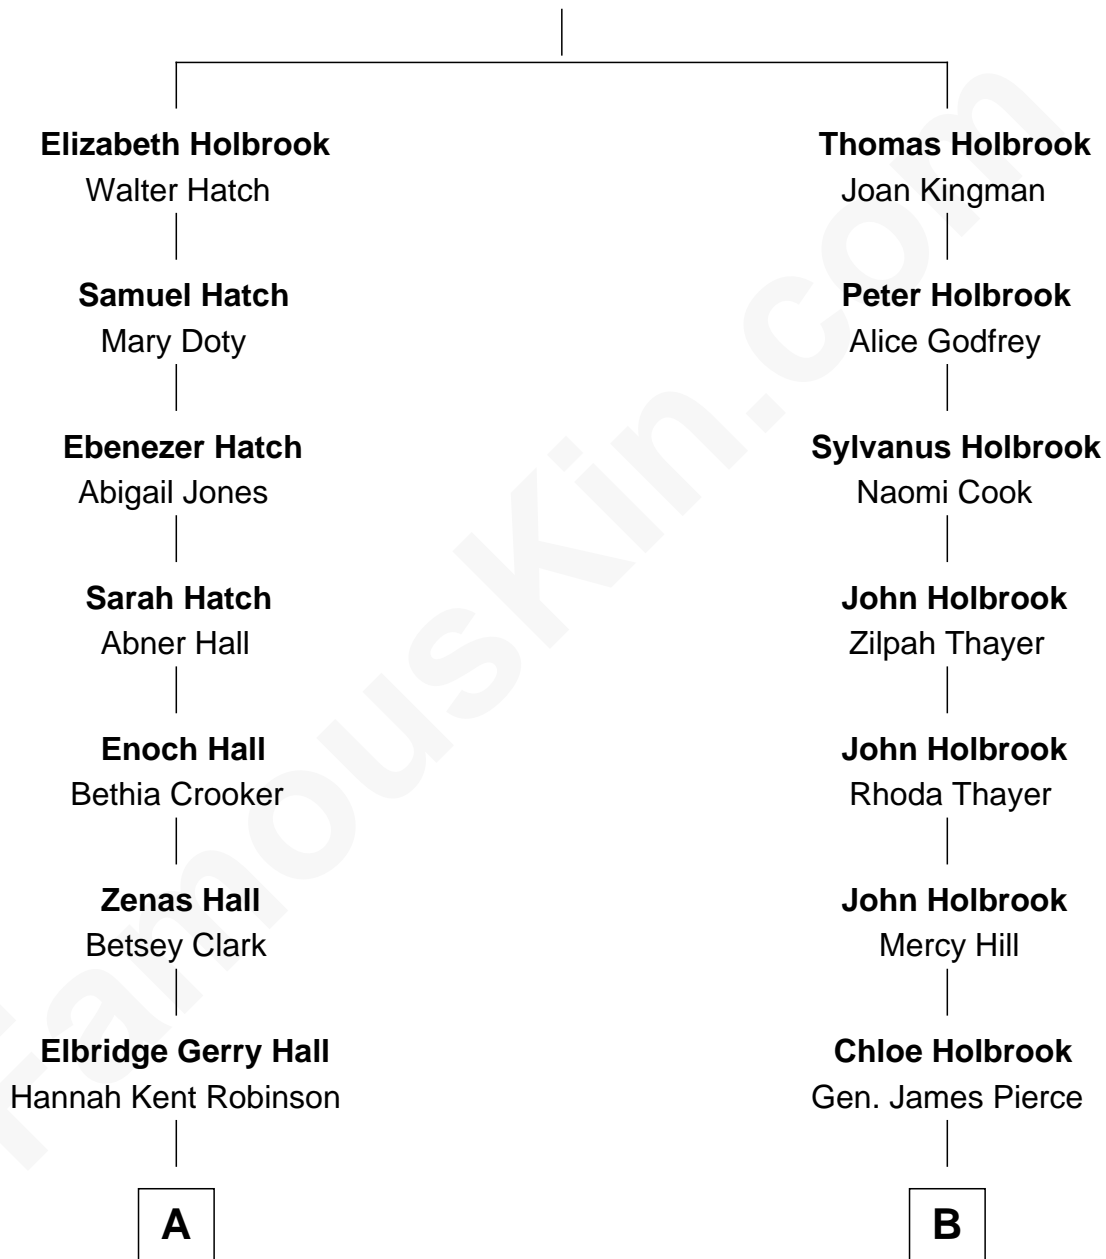 Elizabeth Holbrook
Walter Hatch
Samuel Hatch
Mary Doty
Ebenezer Hatch
Abigail Jones
Sarah Hatch
Abner Hall
Enoch Hall
Bethia Crooker
Zenas Hall
Betsey Clark
Elbridge Gerry Hall
Hannah Kent Robinson
A
Thomas Holbrook
Joan Kingman
Peter Holbrook
Alice Godfrey
Sylvanus Holbrook
Naomi Cook
John Holbrook
Zilpah Thayer
John Holbrook
Rhoda Thayer
John Holbrook
Mercy Hill
Chloe Holbrook
Gen. James Pierce
B
FamousKin.com